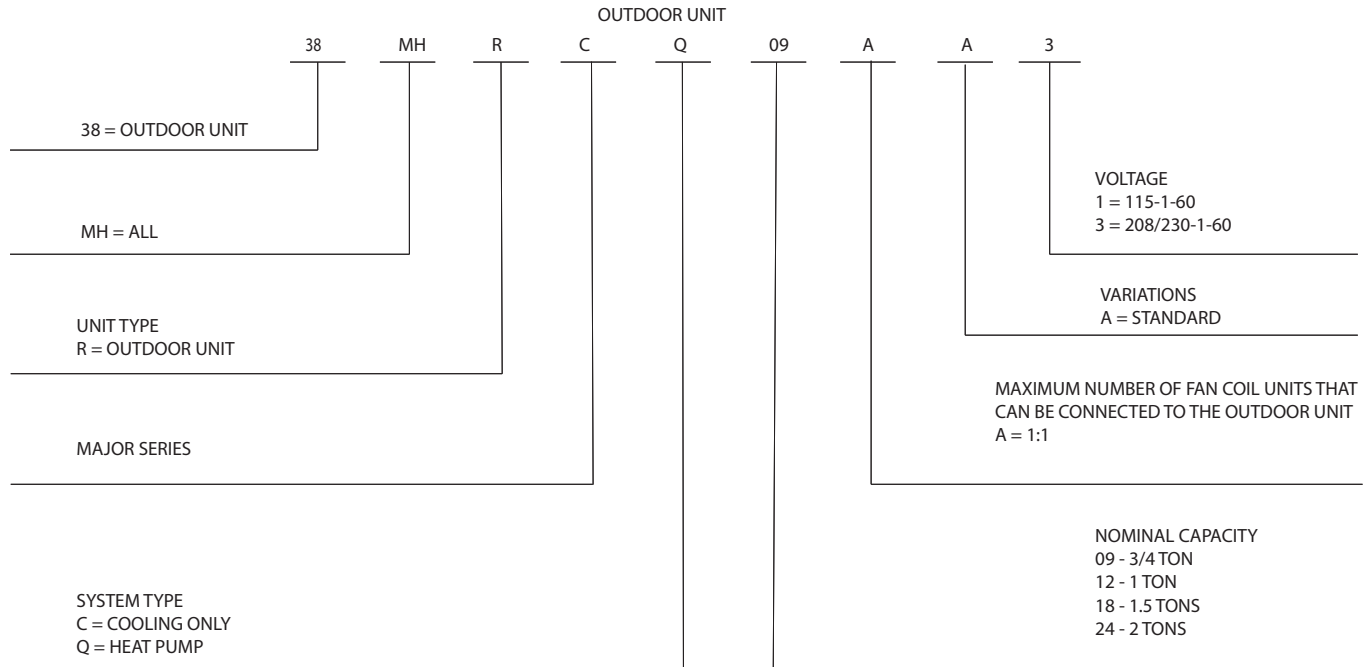 OUTDOOR UNIT
38 MH R C Q 09 A A 3
38 = OUTDOOR UNIT
MH = ALL
UNIT TYPE
R = OUTDOOR UNIT
MAJOR SERIES
SYSTEM TYPE
C = COOLING ONLY
Q = HEAT PUMP
VOLTAGE
1 = 115-1-60
3 = 208/230-1-60
VARIATIONS
A = STANDARD
MAXIMUM NUMBER OF FAN COIL UNITS THAT
CAN BE CONNECTED TO THE OUTDOOR UNIT
A = 1:1
NOMINAL CAPACITY
09 - 3/4 TON
12 - 1 TON
18 - 1.5 TONS
24 - 2 TONS